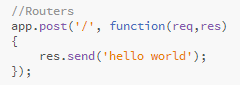 //Routers
app.post('/', function(req,res)
{
    res.send('hello world');
});